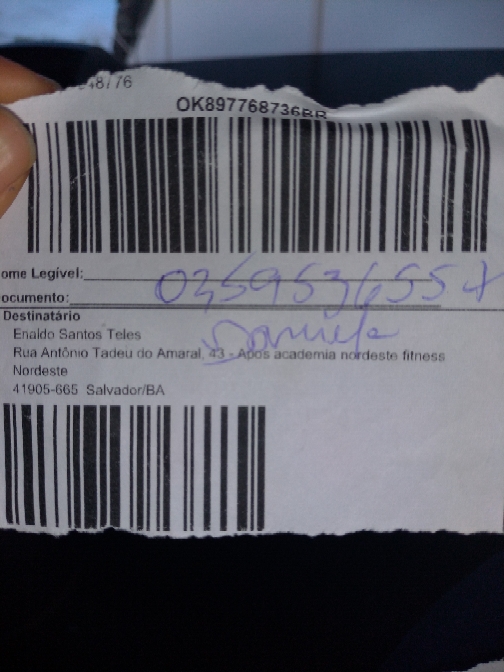 48776
OK897768736BR
ome Legível:
ocumento:
Destinatário
Enaldo Santos Teles
Rua Antônio Tadeu do Amaral, 43 - Após academia nordeste fitness
Nordeste
41905-665 Salvador/BA